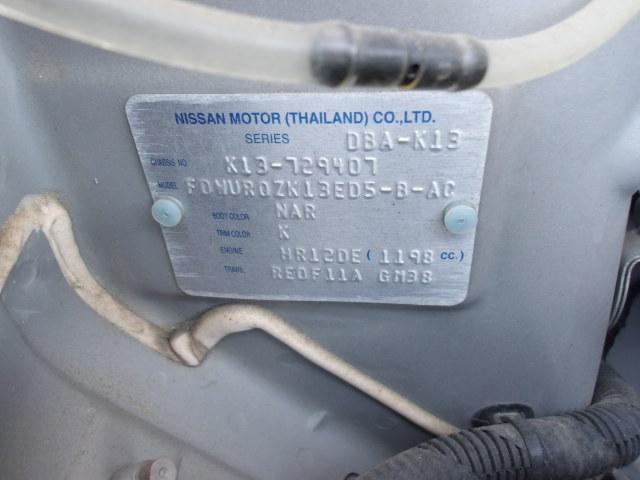 NISSAN MOTOR (THAILAND) CO.,LTD.
SERIES DBA-K13
CHASSIS NO. K13-729407
MODEL FDMUROZK13ED5-B-AC
BODY COLOR NAR
TRIM COLOR K
ENGINE HR12DE ( 1198 CC. )
TRANS. RE0F11A GM38